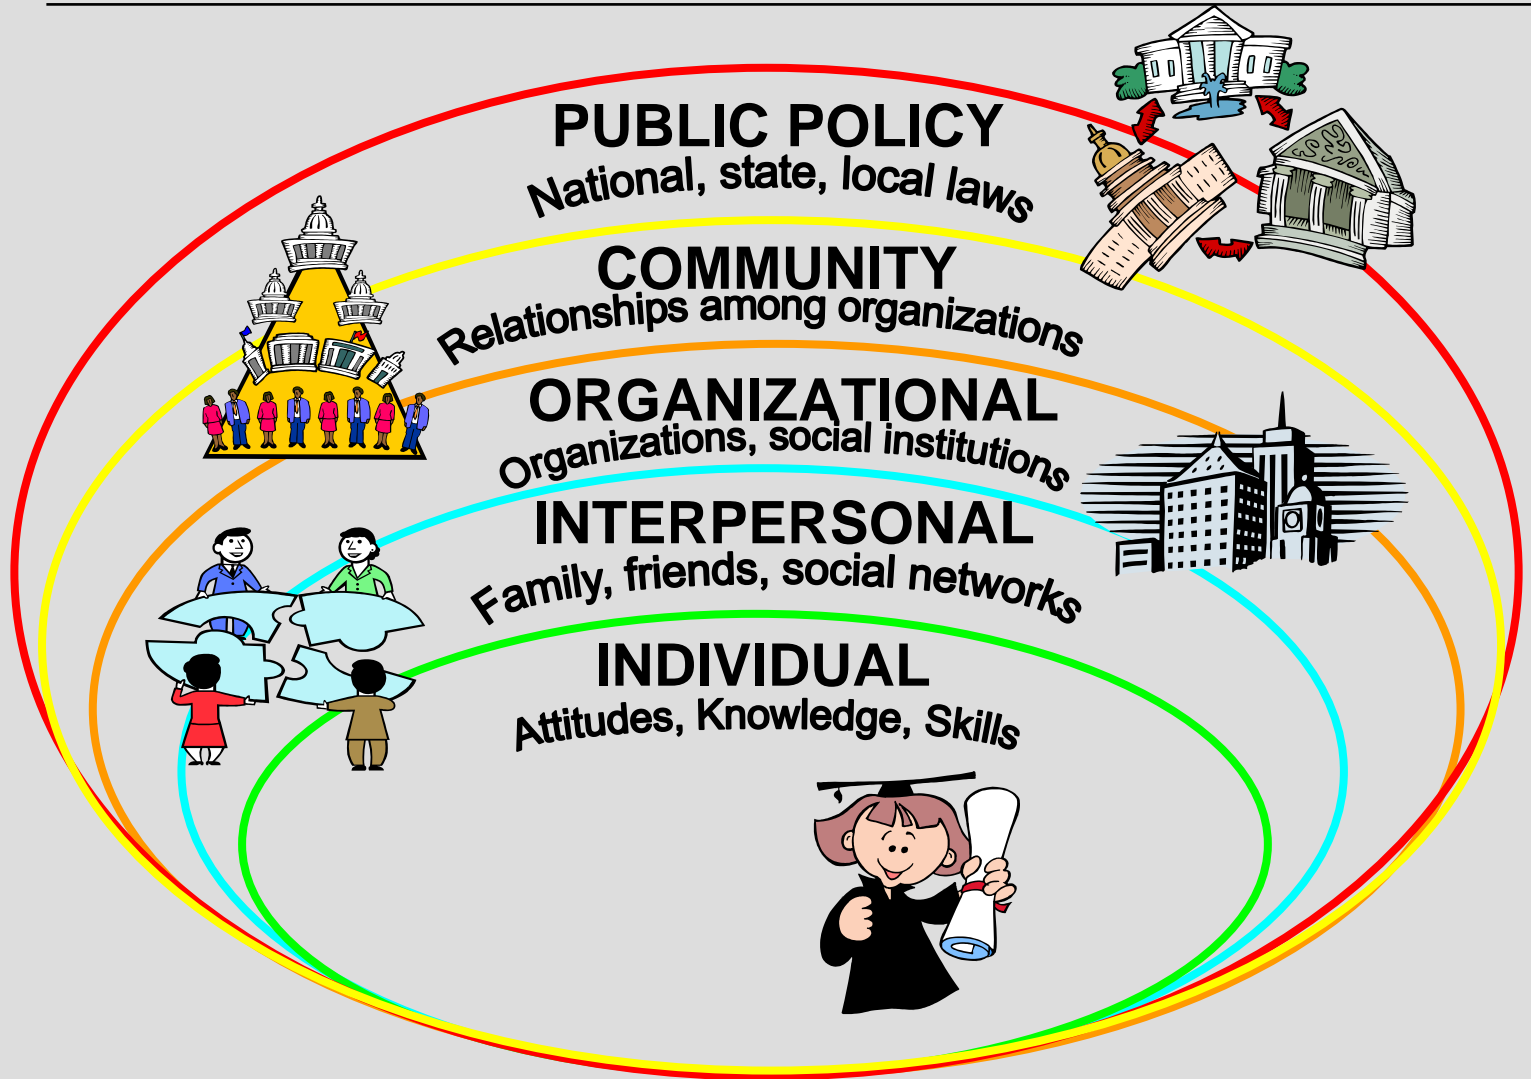 PUBLIC POLICY
National, state, local laws
COMMUNITY
Relationships among organizations
ORGANIZATIONAL
Organizations, social institutions
INTERPERSONAL
Family, friends, social networks
INDIVIDUAL
Attitudes, Knowledge, Skills